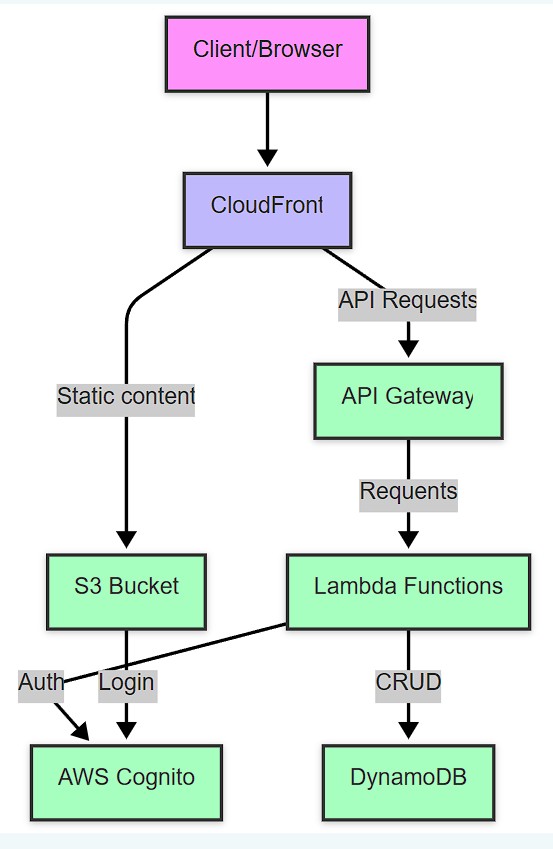 Client/Browser
CloudFront
API Requests
Static content
API Gateway
Requests
S3 Bucket
Lambda Functions
Auth
Login
CRUD
AWS Cognito
DynamoDB